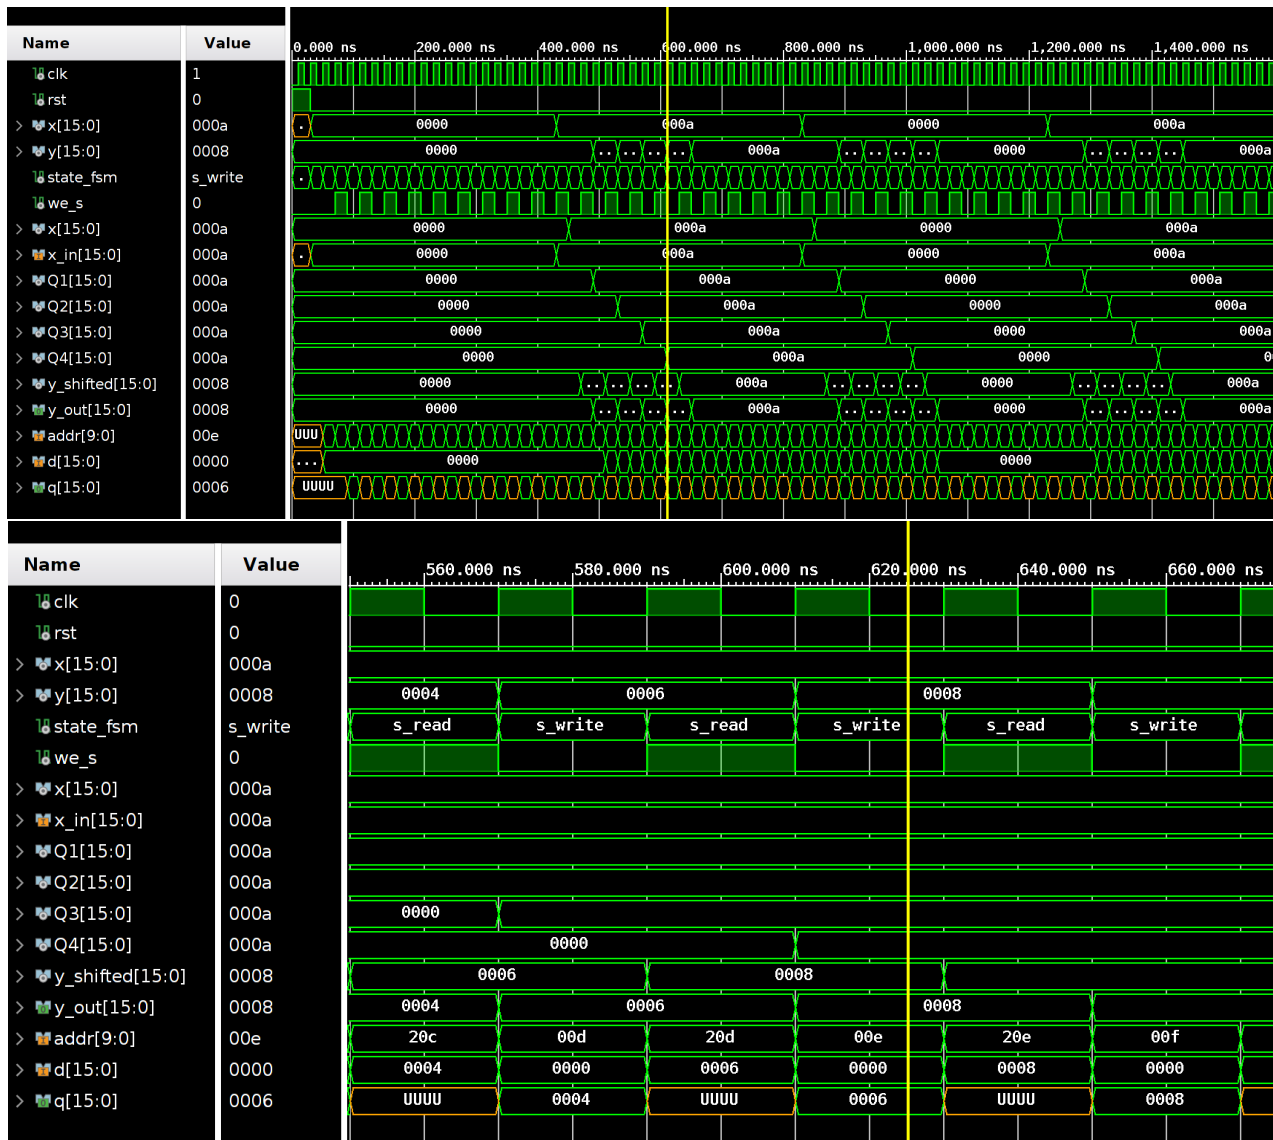 Name Value 0.000 ns 200.000 ns 400.000 ns 600.000 ns 800.000 ns 1,000.000 ns 1,200.000 ns 1,400.000 ns
clk 1
rst 0
x[15:0] 000a . 0000 000a 0000 000a
y[15:0] 0008 0000 .. .. .. .. 000a .. .. .. .. 0000 .. .. .. .. 000a
state_fsm s_write .
we_s 0
x[15:0] 000a 0000 000a 0000 000a
x_in[15:0] 000a . 0000 000a 0000 000a
Q1[15:0] 000a 0000 000a 0000 000a
Q2[15:0] 000a 0000 000a 0000 000a
Q3[15:0] 000a 0000 000a 0000 000a
Q4[15:0] 000a 0000 000a 0000 0
y_shifted[15:0] 0008 0000 .. .. .. .. 000a .. .. .. .. 0000 .. .. .. .. 000a
y_out[15:0] 0008 0000 .. .. .. .. 000a .. .. .. .. 0000 .. .. .. .. 000a
addr[9:0] 00e UUU
d[15:0] 0000 ... 0000 0000
q[15:0] 0006 UUUU
Name Value 560.000 ns 580.000 ns 600.000 ns 620.000 ns 640.000 ns 660.000 ns
clk 0
rst 0
x[15:0] 000a
y[15:0] 0008 0004 0006 0008
state_fsm s_write s_read s_write s_read s_write s_read s_write
we_s 0
x[15:0] 000a
x_in[15:0] 000a
Q1[15:0] 000a
Q2[15:0] 000a
Q3[15:0] 000a 0000
Q4[15:0] 000a 0000
y_shifted[15:0] 0008 0006 0008
y_out[15:0] 0008 0004 0006 0008
addr[9:0] 00e 20c 00d 20d 00e 20e 00f
d[15:0] 0000 0004 0000 0006 0000 0008 0000
q[15:0] 0006 UUUU 0004 UUUU 0006 UUUU 0008